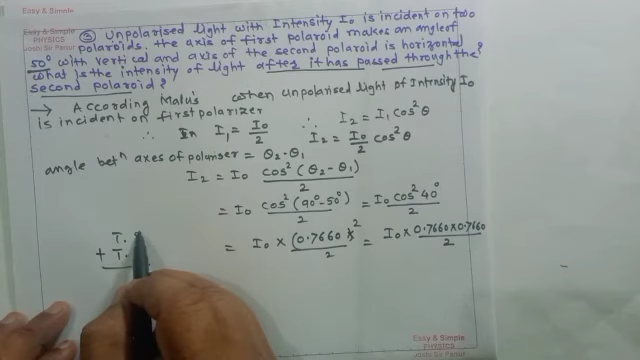 Easy & Simple
PHYSICS
Joshi Sir Parsur
③ Unpolarised light with Intensity I₀ is incident on two
polaroids. the axis of first polaroid makes an angle of
50° with vertical and axis of the second polaroid is horizontal
what is the intensity of light after it has passed through the
second polaroid?
→ According Malu's when unpolarised light of Intensity I₀
is incident on first polarizer
∴ In I₁ = I₀/2 ∴ I₂ = I₁ cos²θ
I₂ = I₀/2 cos²θ
angle betⁿ axes of polariser = θ₂-θ₁
I₂ = I₀ cos²(θ₂-θ₁)/2
= I₀ cos²(90°-50°)/2 = I₀ cos²40°/2
= I₀ × (0.7660)²/2 = I₀ × 0.7660×0.7660/2
T.
+ T.
Easy & Simple
PHYSICS
Joshi Sir Parsur